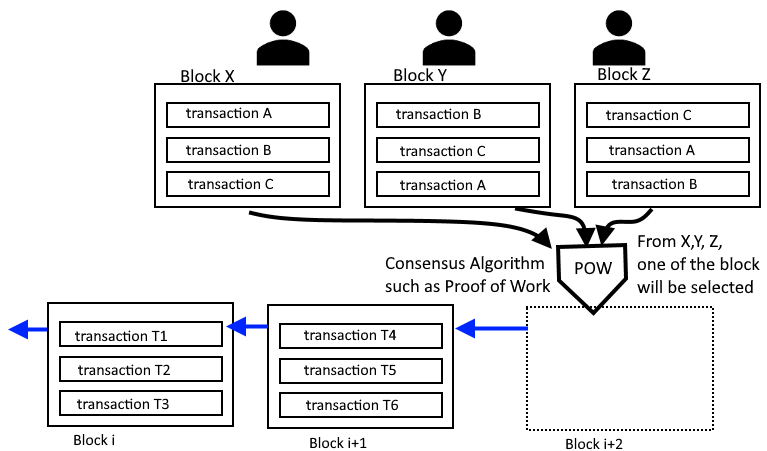 Block X
Block Y
Block Z
transaction A
transaction B
transaction C
transaction B
transaction C
transaction A
transaction C
transaction A
transaction B
Consensus Algorithm
such as Proof of Work
POW
From X,Y, Z,
one of the block
will be selected
transaction T1
transaction T2
transaction T3
Block i
transaction T4
transaction T5
transaction T6
Block i+1
Block i+2